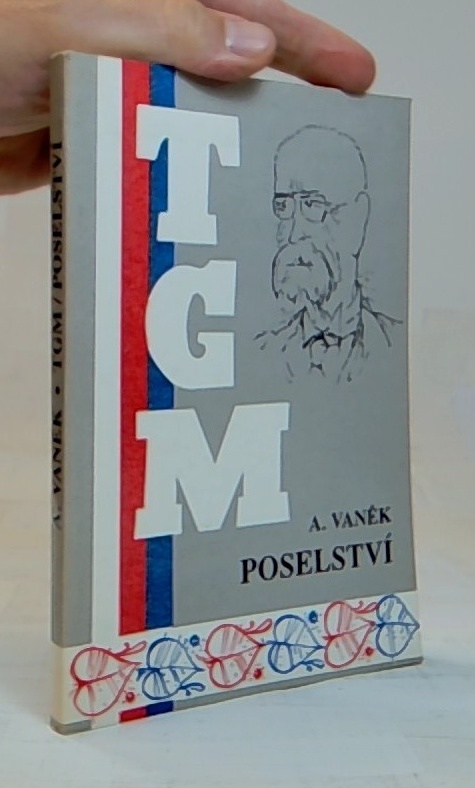 A. VANĚK • TGM / POSELSTVÍ
TGM
A. VANĚK
POSELSTVÍ